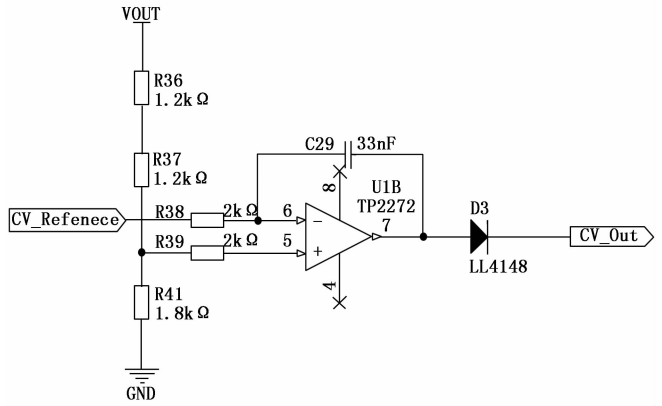 VOUT
R36
1.2kΩ
R37
1.2kΩ
C29 33nF
8
U1B
TP2272
CV_Refenece
R38 2kΩ 6
7
D3
R39 2kΩ 5
CV_Out
LL4148
4
R41
1.8kΩ
GND